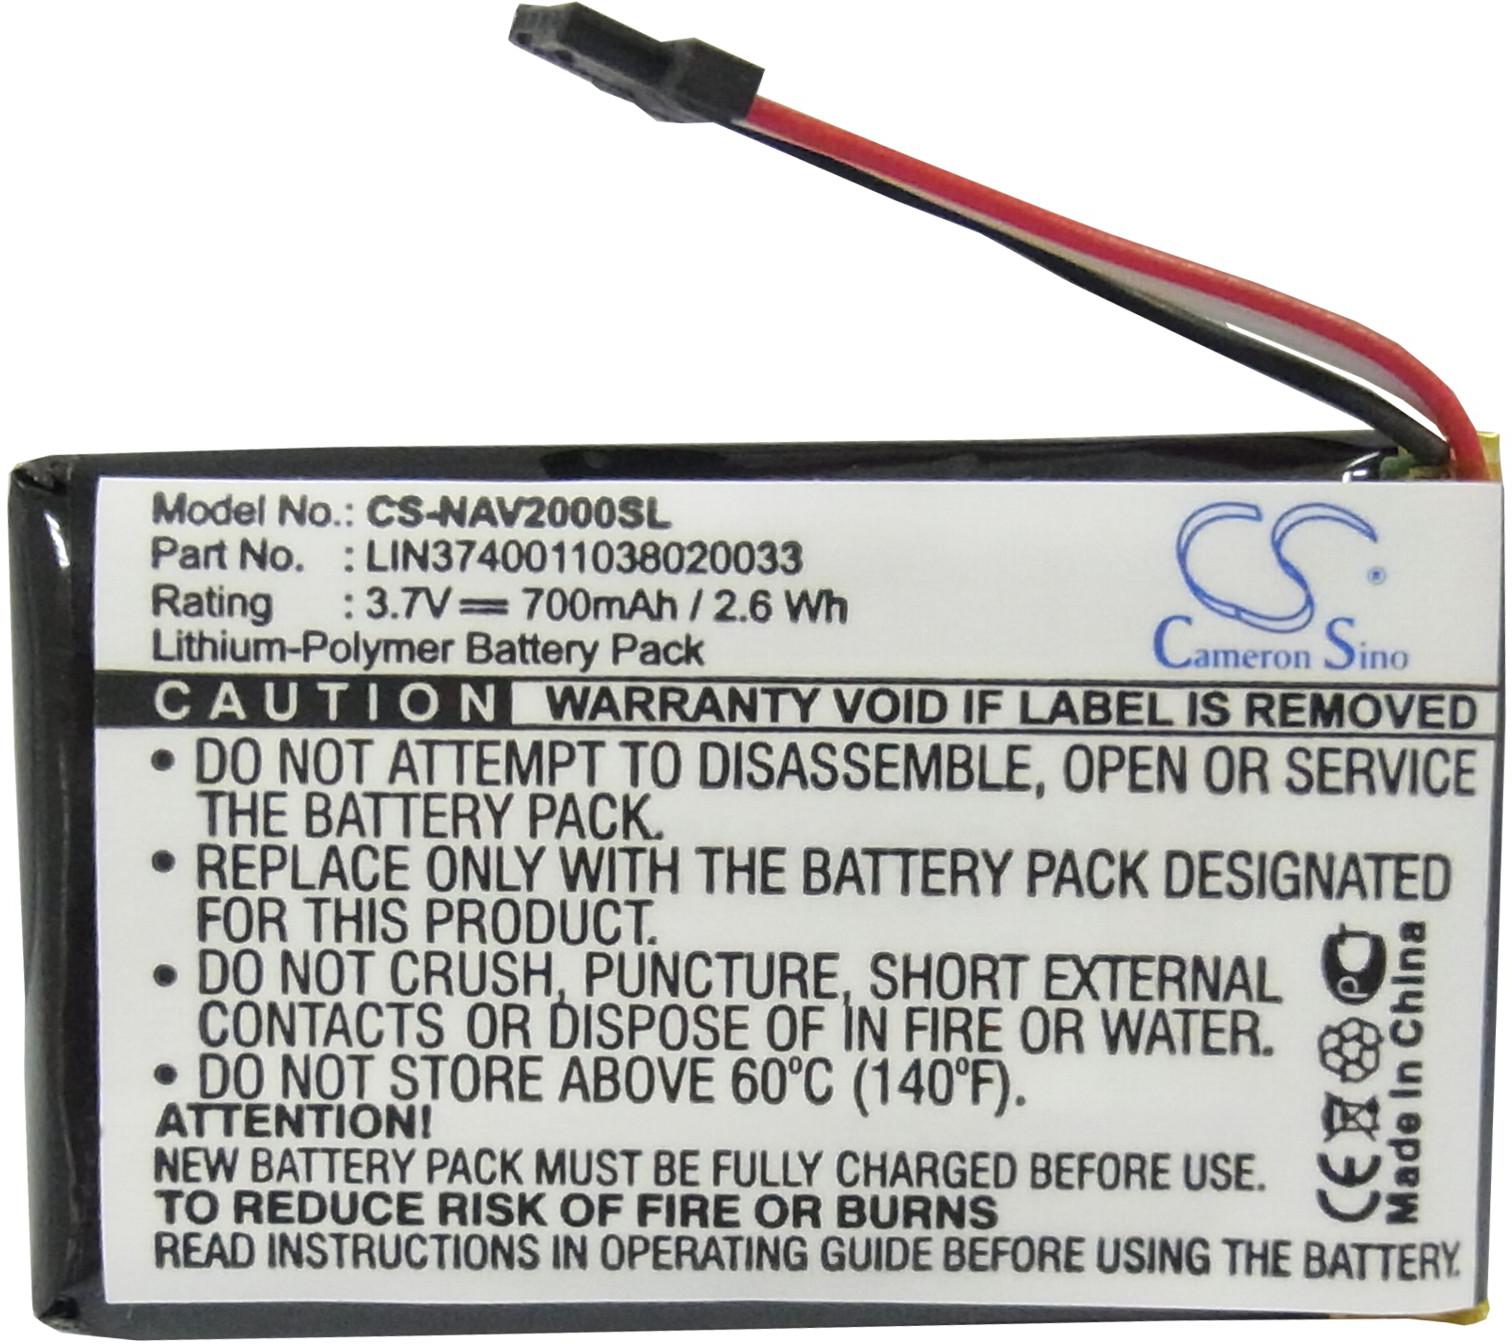 Model No.: CS-NAV2000SL
Part No. : LIN3740011038020033
Rating : 3.7V 700mAh / 2.6 Wh
Lithium-Polymer Battery Pack
CS ®
Cameron Sino
CAUTION WARRANTY VOID IF LABEL IS REMOVED
• DO NOT ATTEMPT TO DISASSEMBLE, OPEN OR SERVICE
THE BATTERY PACK.
• REPLACE ONLY WITH THE BATTERY PACK DESIGNATED
FOR THIS PRODUCT.
• DO NOT CRUSH, PUNCTURE, SHORT EXTERNAL
CONTACTS OR DISPOSE OF IN FIRE OR WATER.
• DO NOT STORE ABOVE 60°C (140°F).
ATTENTION!
NEW BATTERY PACK MUST BE FULLY CHARGED BEFORE USE.
TO REDUCE RISK OF FIRE OR BURNS
READ INSTRUCTIONS IN OPERATING GUIDE BEFORE USING THE BATTERY.
CE
Made in China